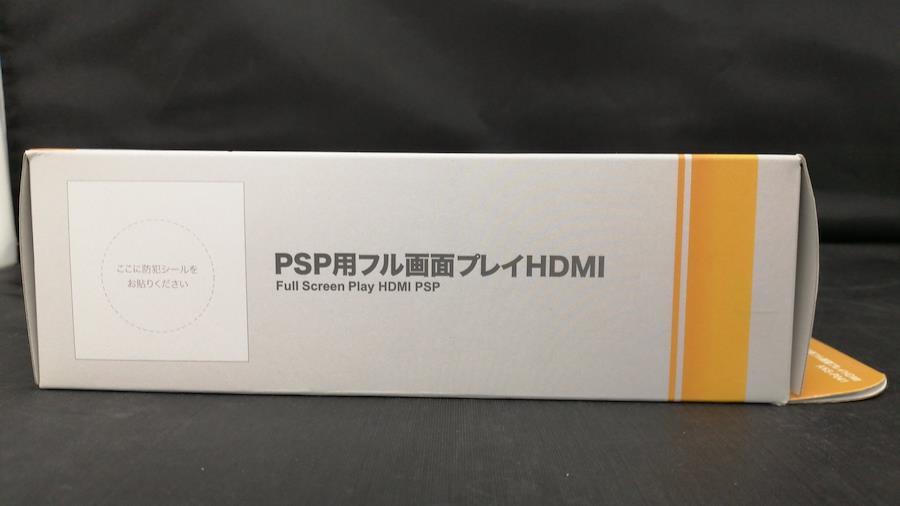 ここに防犯シールを
お貼りください
PSP用フル画面プレイHDMI
Full Screen Play HDMI PSP